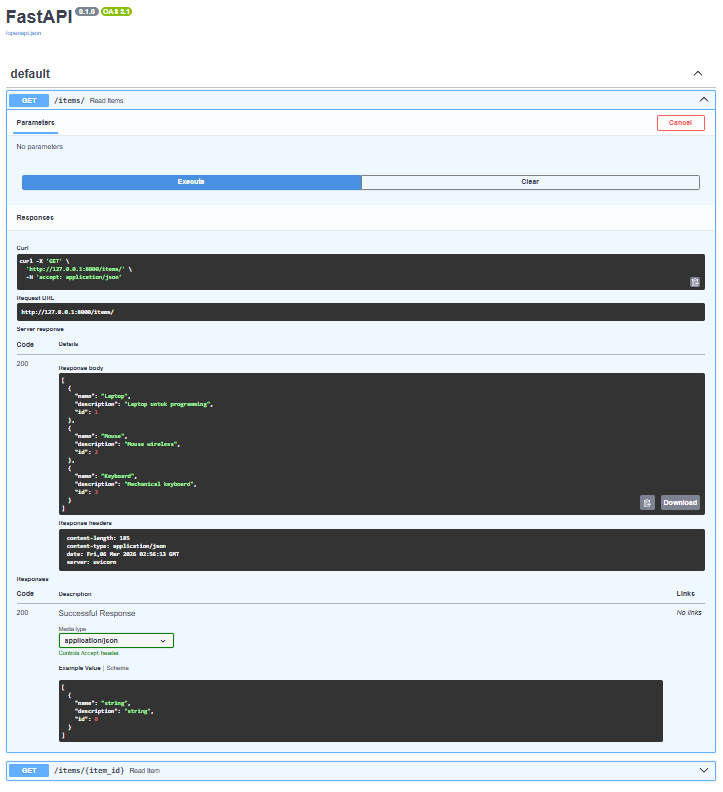 FastAPI 0.1.0 OAS 3.1
/openapi.json
default
GET /items/ Read Items
Parameters
Cancel
No parameters
Execute
Clear
Responses
Curl
curl -X 'GET' \
'http://127.0.0.1:8000/items/' \
-H 'accept: application/json'
Request URL
http://127.0.0.1:8000/items/
Server response
Code Details
200
Response body
[
{
"name": "Laptop",
"description": "Laptop untuk programming",
"id": 1
},
{
"name": "Mouse",
"description": "Mouse wireless",
"id": 2
},
{
"name": "Keyboard",
"description": "Mechanical keyboard",
"id": 3
}
]
Download
Response headers
content-length: 185
content-type: application/json
date: Fri,06 Mar 2026 02:56:13 GMT
server: uvicorn
Responses
Code Description Links
200 Successful Response No links
Media type
application/json
Controls Accept header.
Example Value | Schema
[
{
"name": "string",
"description": "string",
"id": 0
}
]
GET /items/{item_id} Read Item